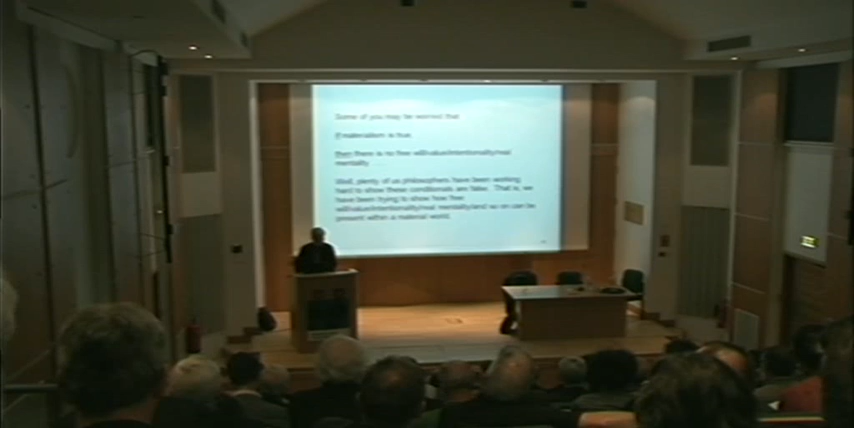 Some of you may be worried that
If materialism is true,
then there is no free will/value/intentionality/real
mentality.
Well, plenty of us philosophers have been working
hard to show these conditionals are false. That is, we
have been trying to show how free
will/value/intentionality/real mentality/and so on can be
present within a material world.